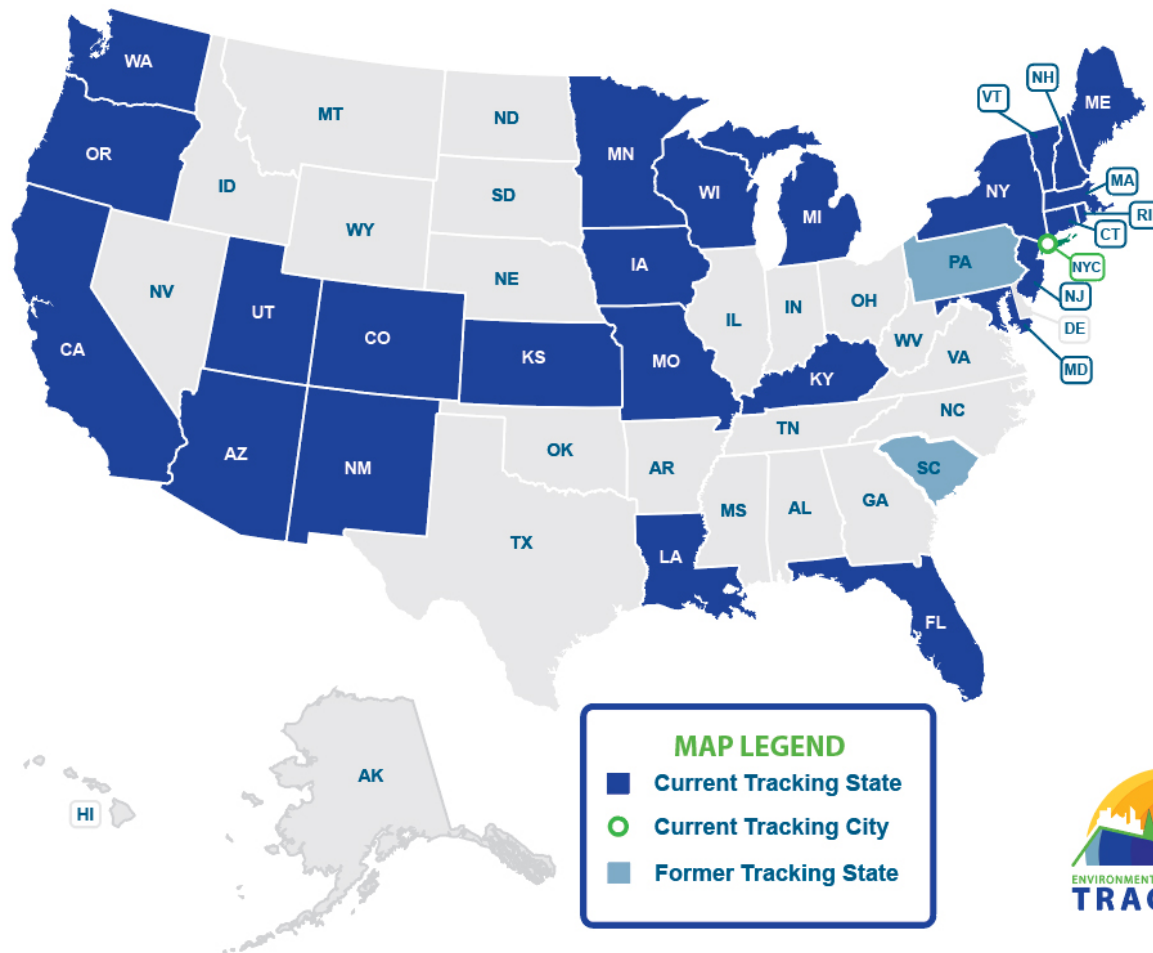 WA
MT
ND
MN
ME
NH
VT
OR
ID
SD
WI
MI
NY
MA
RI
CT
WY
NE
IA
PA
NYC
NJ
NV
UT
CO
KS
MO
IL
IN
OH
WV
VA
DE
MD
CA
KY
AZ
NM
OK
AR
TN
NC
SC
TX
LA
MS
AL
GA
FL
AK
HI
MAP LEGEND
Current Tracking State
Current Tracking City
Former Tracking State
ENVIRONMENT
TRAC